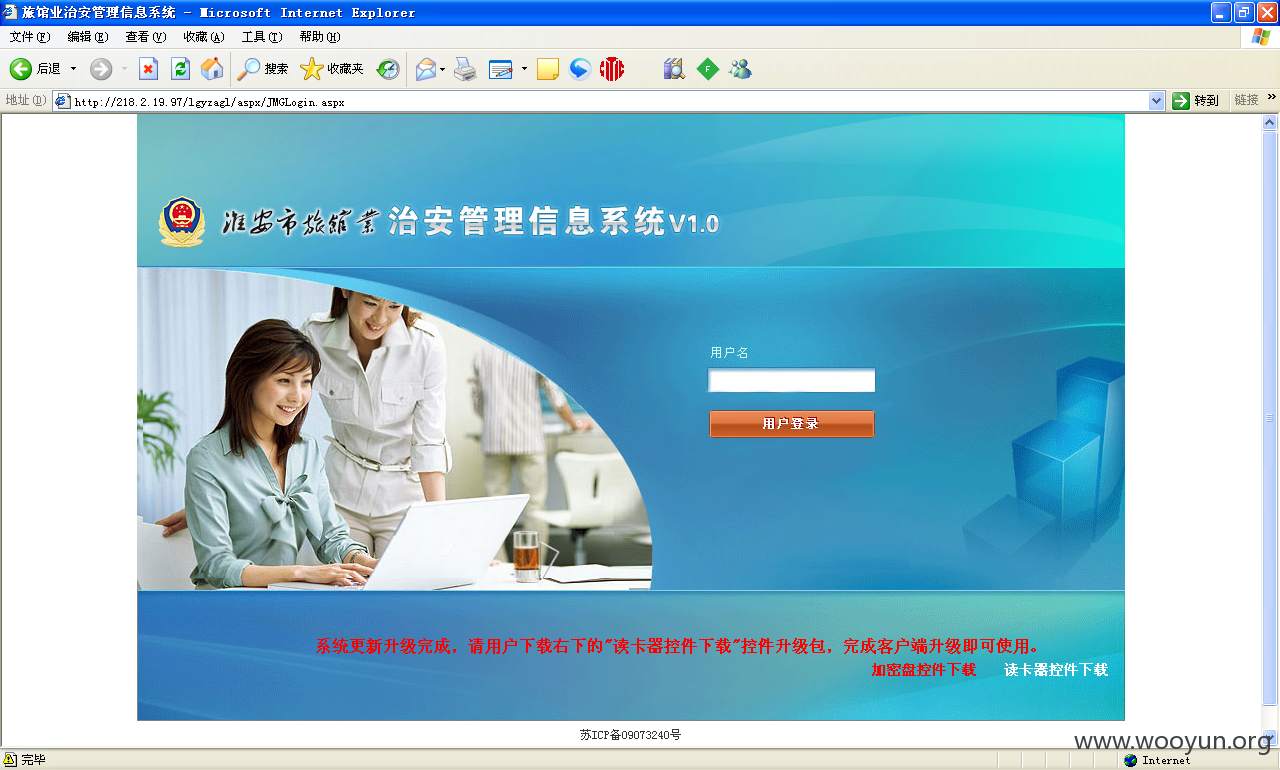 旅馆业治安管理信息系统 - Microsoft Internet Explorer
文件(F) 编辑(E) 查看(V) 收藏(A) 工具(T) 帮助(H)
后退 搜索 收藏夹
地址(D) http://218.2.19.97/lgyzagl/aspx/JMGLogin.aspx 转到 链接 »
淮安市旅馆业治安管理信息系统V1.0
用户名
用户登录
系统更新升级完成，请用户下载右下的"读卡器控件下载"控件升级包，完成客户端升级即可使用。
加密盘控件下载 读卡器控件下载
苏ICP备09073240号
www.wooyun.org
完毕 Internet